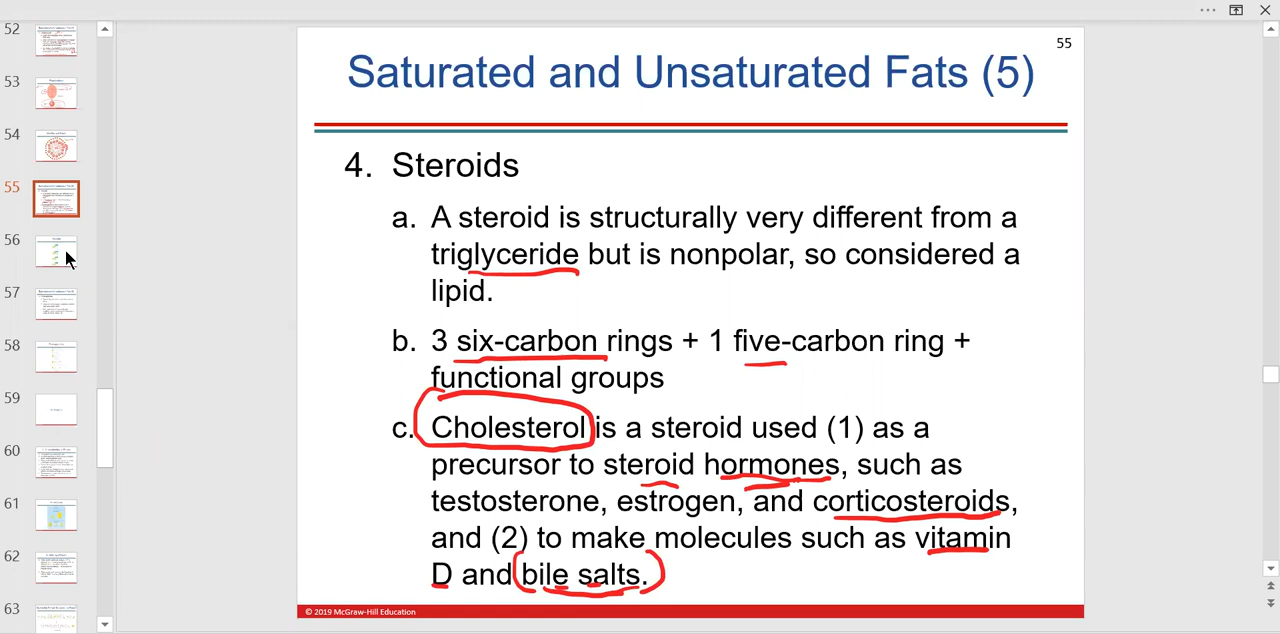 52
53
54
55
56
57
58
59
60
61
62
63
55
Saturated and Unsaturated Fats (5)
4. Steroids
a. A steroid is structurally very different from a
triglyceride but is nonpolar, so considered a
lipid.
b. 3 six-carbon rings + 1 five-carbon ring +
functional groups
c. Cholesterol is a steroid used (1) as a
precursor to steroid hormones, such as
testosterone, estrogen, and corticosteroids,
and (2) to make molecules such as vitamin
D and bile salts.
© 2019 McGraw-Hill Education